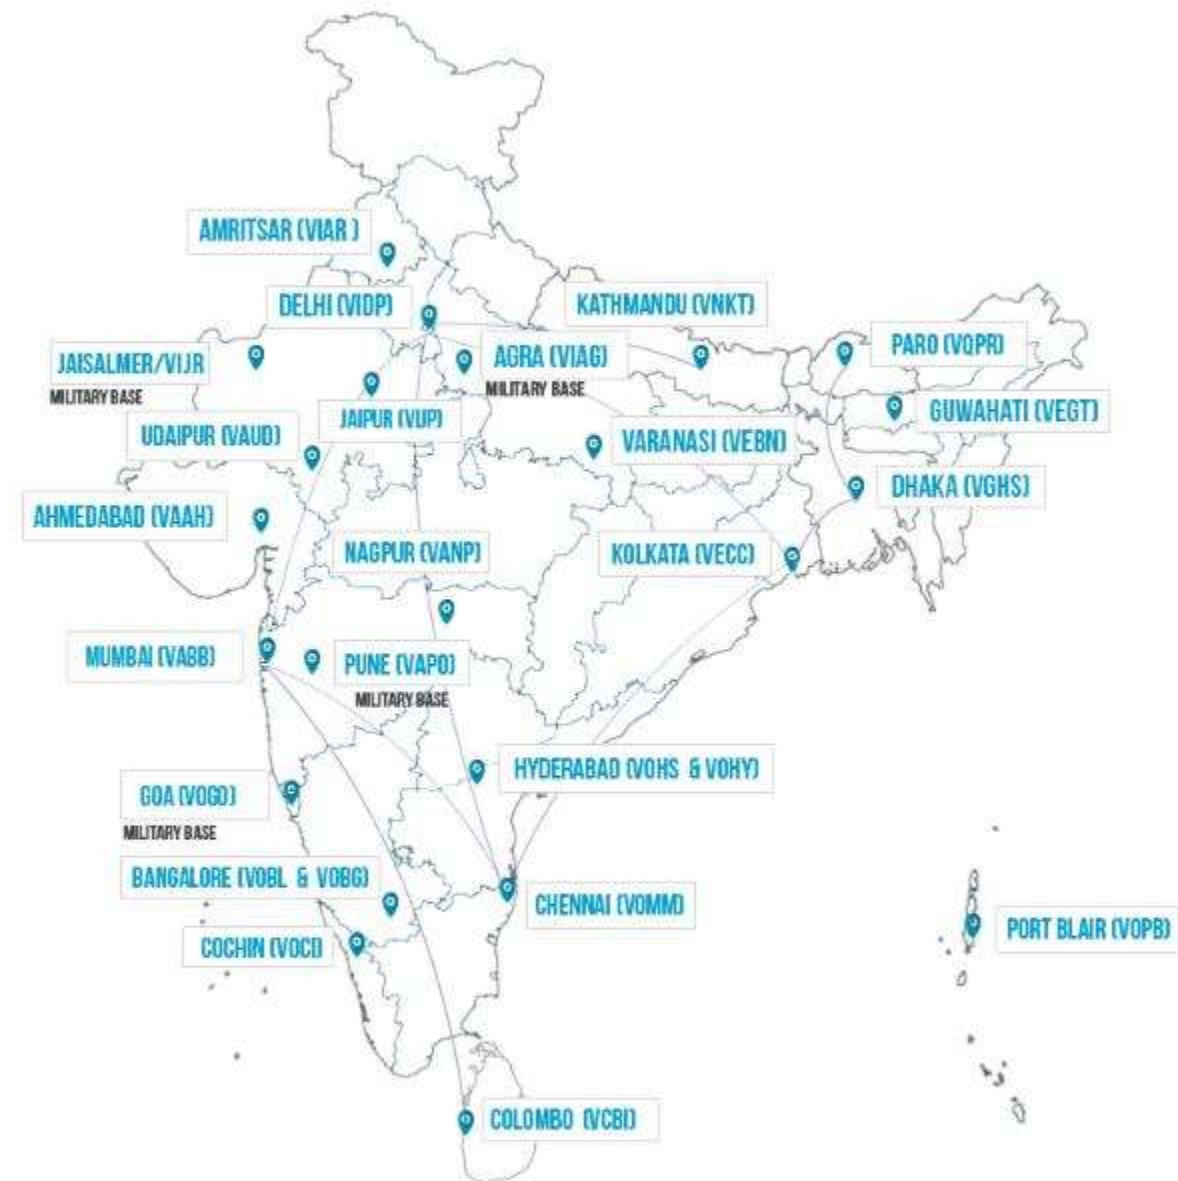 AMRITSAR (VIAR )
DELHI (VIDP)
KATHMANDU (VNKT)
JAISALMER/VIJR
MILITARY BASE
AGRA (VIAG)
MILITARY BASE
PARO (VQPR)
JAIPUR (VIJP)
GUWAHATI (VEGT)
UDAIPUR (VAUD)
VARANASI (VEBN)
DHAKA (VGHS)
AHMEDABAD (VAAH)
NAGPUR (VANP)
KOLKATA (VECC)
MUMBAI (VABB)
PUNE (VAPO)
MILITARY BASE
HYDERABAD (VOHS & VOHY)
GOA (VOGO)
MILITARY BASE
BANGALORE (VOBL & VOBG)
CHENNAI (VOMM)
PORT BLAIR (VOPB)
COCHIN (VOCI)
COLOMBO (VCBI)